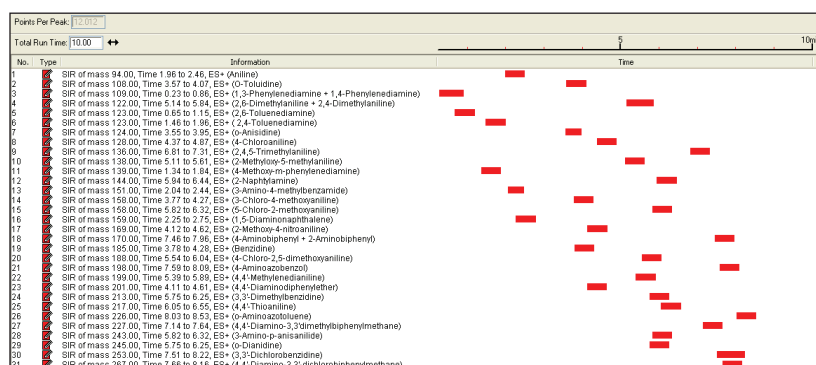 Points Per Peak: 12.012
Total Run Time: 10.00
5
10mi
No. Type Information Time
1 SIR of mass 94.00, Time 1.96 to 2.46, ES+ (Aniline)
2 SIR of mass 108.00, Time 3.57 to 4.07, ES+ (O-Toluidine)
3 SIR of mass 109.00, Time 0.23 to 0.86, ES+ (1,3-Phenylenediamine + 1,4-Phenylenediamine)
4 SIR of mass 122.00, Time 5.14 to 5.84, ES+ (2,6-Dimethylaniline + 2,4-Dimethylaniline)
5 SIR of mass 123.00, Time 0.65 to 1.15, ES+ (2,6-Toluenediamine)
6 SIR of mass 123.00, Time 1.46 to 1.96, ES+ ( 2,4-Toluenediamine)
7 SIR of mass 124.00, Time 3.55 to 3.95, ES+ (o-Anisidine)
8 SIR of mass 128.00, Time 4.37 to 4.87, ES+ (4-Chloroaniline)
9 SIR of mass 136.00, Time 6.81 to 7.31, ES+ (2,4,5-Trimethylaniline)
10 SIR of mass 138.00, Time 5.11 to 5.61, ES+ (2-Methyloxy-5-methylaniline)
11 SIR of mass 139.00, Time 1.34 to 1.84, ES+ (4-Methoxy-m-phenylenediamine)
12 SIR of mass 144.00, Time 5.94 to 6.44, ES+ (2-Naphtylamine)
13 SIR of mass 151.00, Time 2.04 to 2.44, ES+ (3-Amino-4-methylbenzamide)
14 SIR of mass 158.00, Time 3.77 to 4.27, ES+ (3-Chloro-4-methoxyaniline)
15 SIR of mass 158.00, Time 5.82 to 6.32, ES+ (5-Chloro-2-methoxyaniline)
16 SIR of mass 159.00, Time 2.25 to 2.75, ES+ (1,5-Diaminonaphthalene)
17 SIR of mass 169.00, Time 4.12 to 4.62, ES+ (2-Methoxy-4-nitroaniline)
18 SIR of mass 170.00, Time 7.46 to 7.96, ES+ (4-Aminobiphenyl + 2-Aminobiphenyl)
19 SIR of mass 185.00, Time 3.78 to 4.28, ES+ (Benzidine)
20 SIR of mass 188.00, Time 5.54 to 6.04, ES+ (4-Chloro-2,5-dimethoxyaniline)
21 SIR of mass 198.00, Time 7.59 to 8.09, ES+ (4-Aminoazobenzol)
22 SIR of mass 199.00, Time 5.39 to 5.89, ES+ (4,4'-Methylenedianiline)
23 SIR of mass 201.00, Time 4.11 to 4.61, ES+ (4,4'-Diaminodiphenylether)
24 SIR of mass 213.00, Time 5.75 to 6.25, ES+ (3,3'-Dimethylbenzidine)
25 SIR of mass 217.00, Time 6.05 to 6.55, ES+ (4,4'-Thioaniline)
26 SIR of mass 226.00, Time 8.03 to 8.53, ES+ (o-Aminoazotoluene)
27 SIR of mass 227.00, Time 7.14 to 7.64, ES+ (4,4'-Diamino-3,3'dimethylbiphenylmethane)
28 SIR of mass 243.00, Time 5.82 to 6.32, ES+ (3-Amino-p-anisanilide)
29 SIR of mass 245.00, Time 5.75 to 6.25, ES+ (o-Dianidine)
30 SIR of mass 253.00, Time 7.51 to 8.22, ES+ (3,3'-Dichlorobenzidine)
31 SIR of mass 267.00, Time 7.66 to 8.16, ES+ (4,4'-Diamino-3,3'-dichlorobiphenylmethane)